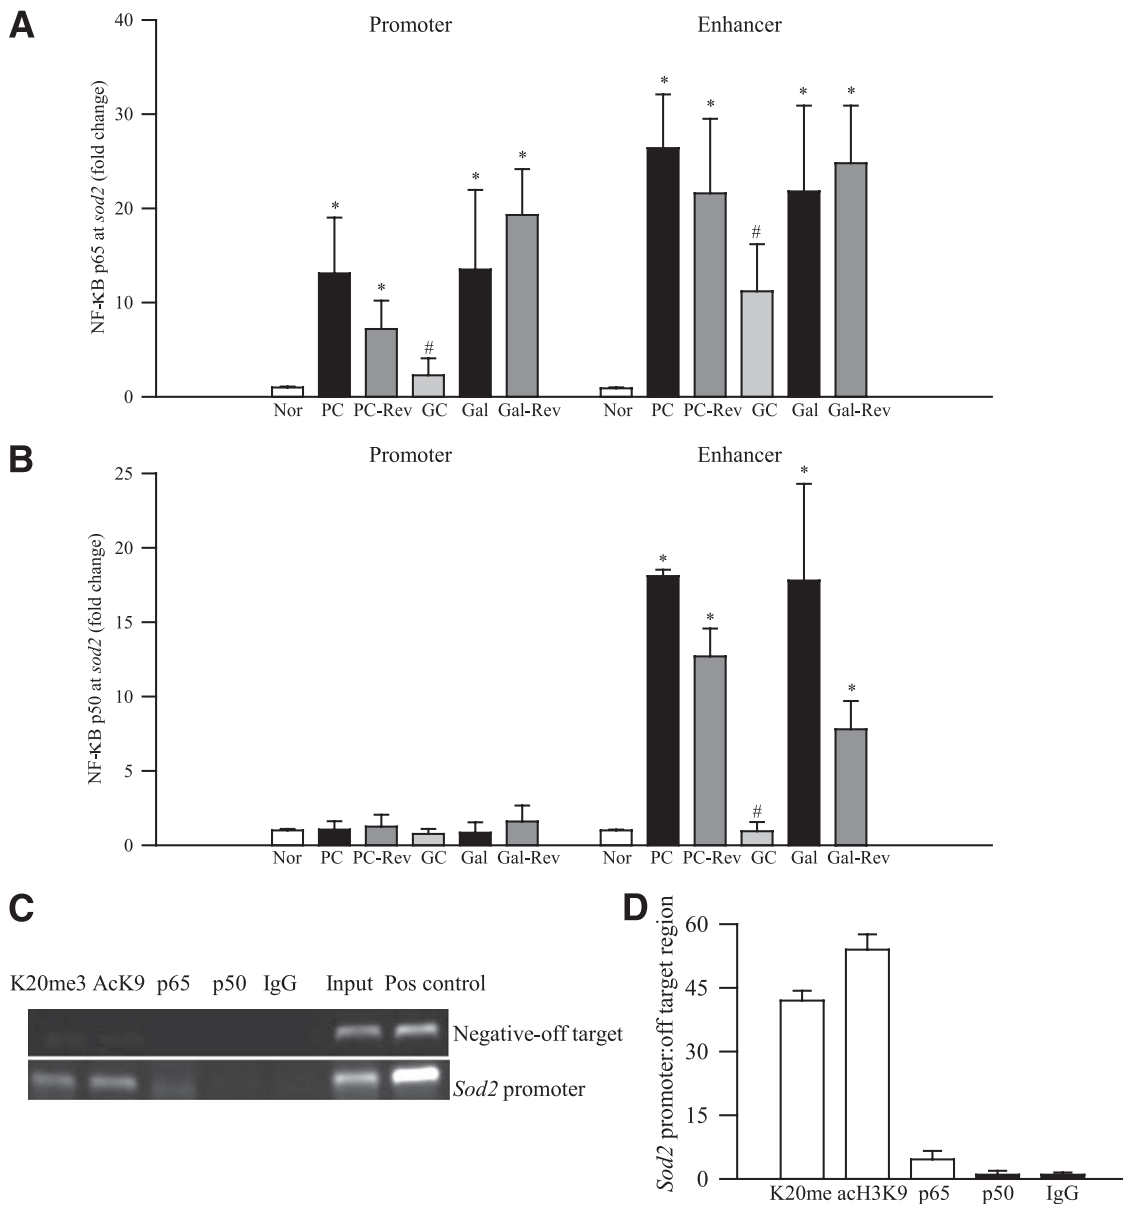 A
Promoter
Enhancer
NF-κB p65 at sod2 (fold change)
40
30
20
10
0
*
*
#
*
*
*
*
#
*
*
Nor PC PC-Rev GC Gal Gal-Rev
Nor PC PC-Rev GC Gal Gal-Rev
B
Promoter
Enhancer
NF-κB p50 at sod2 (fold change)
25
20
15
10
5
0
*
*
#
*
*
Nor PC PC-Rev GC Gal Gal-Rev
Nor PC PC-Rev GC Gal Gal-Rev
C
K20me3 AcK9 p65 p50 IgG Input Pos control
Negative-off target
Sod2 promoter
D
Sod2 promoter:off target region
60
45
30
15
0
K20me acH3K9 p65 p50 IgG